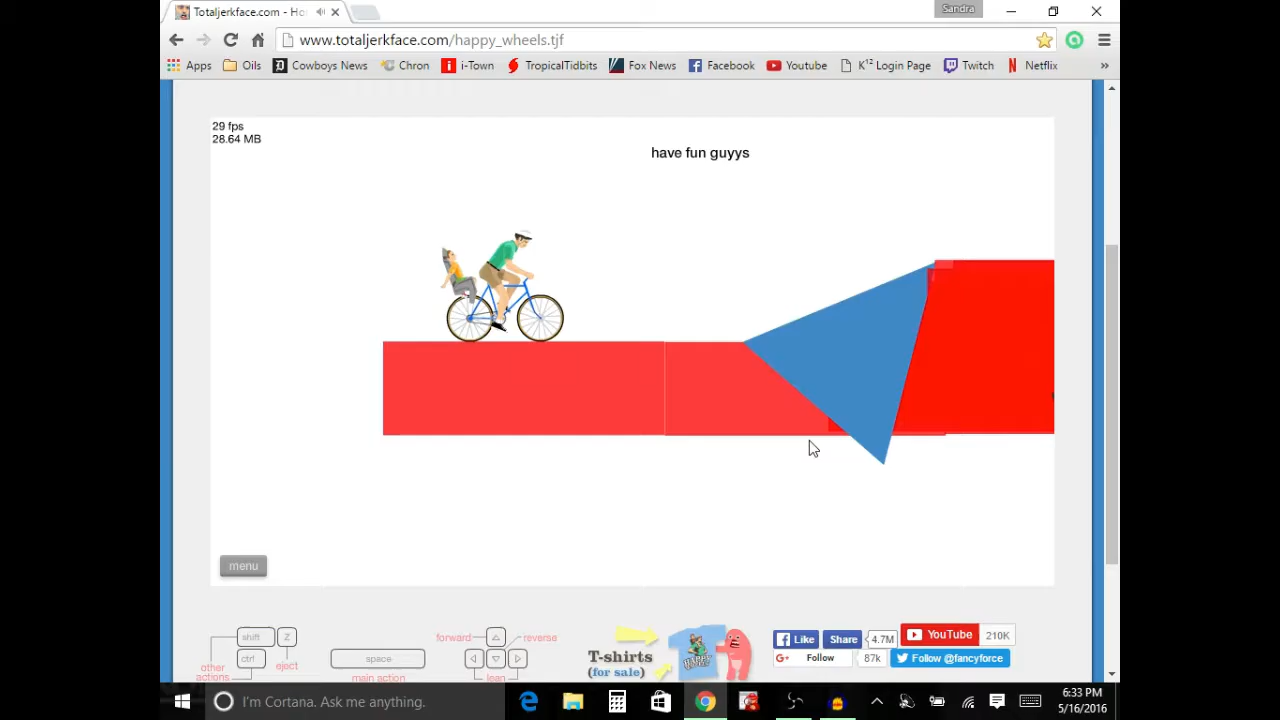 Totaljerkface.com - Ho
Sandra
www.totaljerkface.com/happy_wheels.tjf
Apps Oils Cowboys News Chron i-Town TropicalTidbits Fox News Facebook Youtube K¹² Login Page Twitch Netflix »
29 fps
28.64 MB
have fun guyys
menu
shift Z
ctrl eject
other
actions
space
main action
forward reverse
lean
T-shirts
(for sale)
Like Share 4.7M
YouTube 210K
G+ Follow 87k
Follow @fancyforce
I'm Cortana. Ask me anything.
6:33 PM
5/16/2016